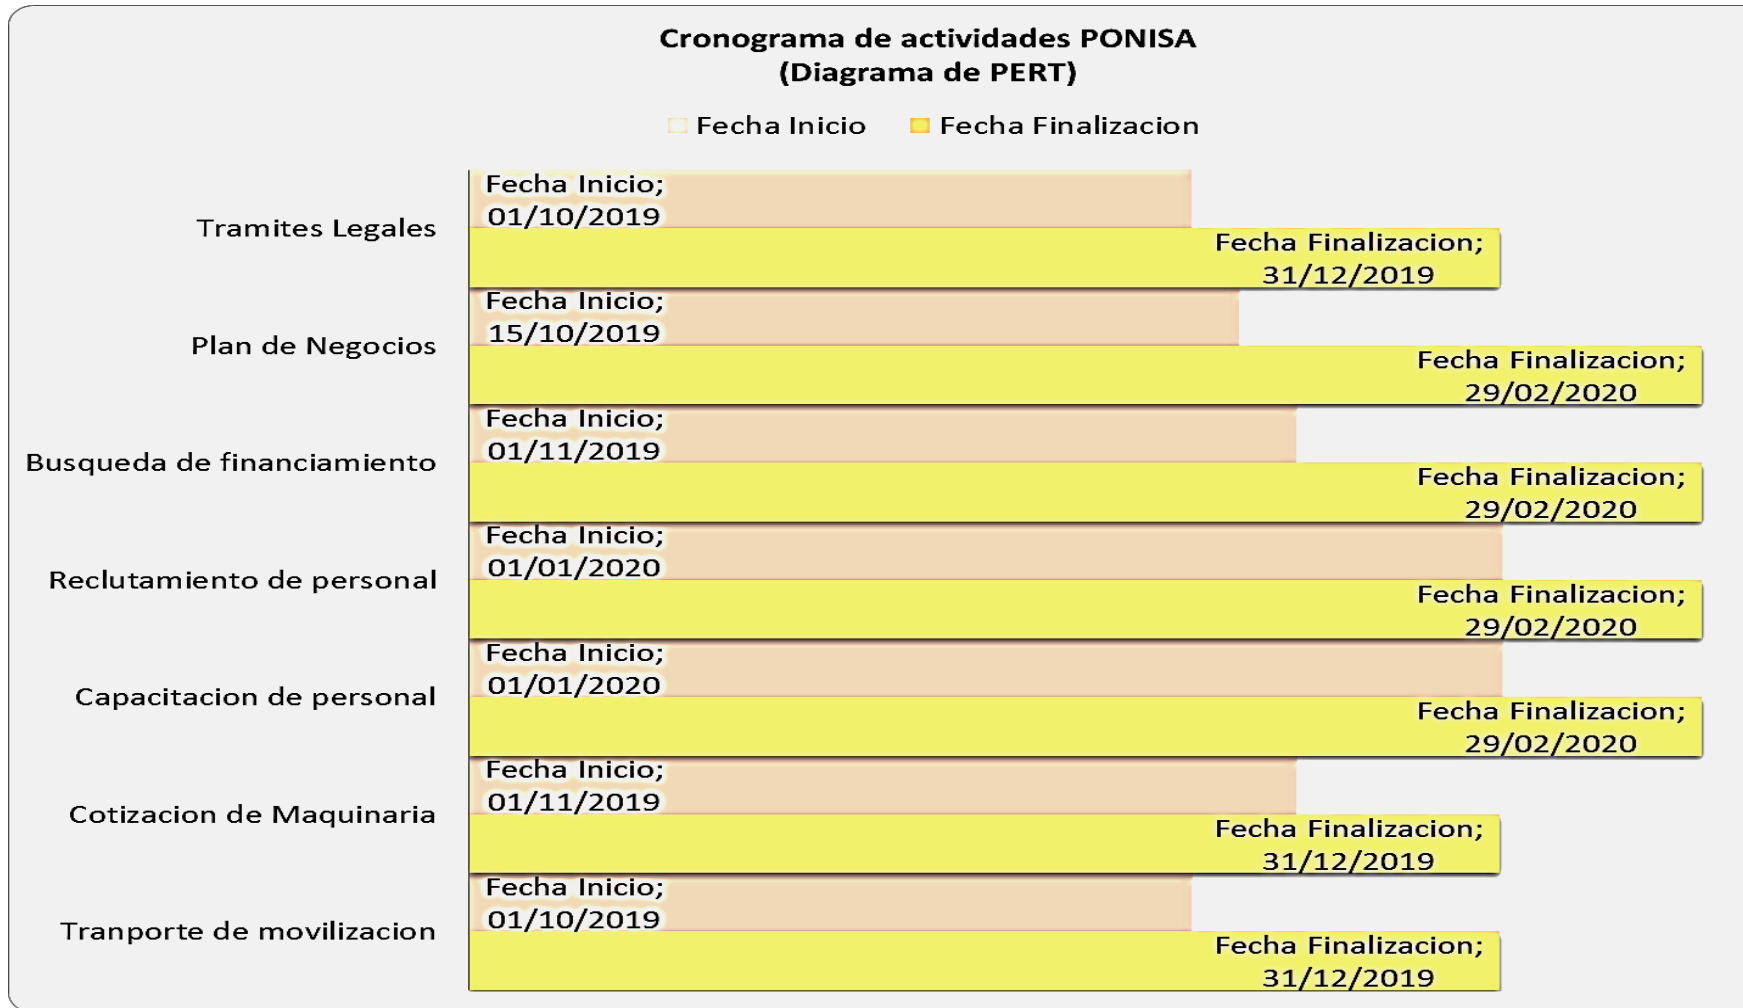 Cronograma de actividades PONISA
(Diagrama de PERT)
Fecha Inicio
Fecha Finalizacion
Tramites Legales
Fecha Inicio;
01/10/2019
Fecha Finalizacion;
31/12/2019
Plan de Negocios
Fecha Inicio;
15/10/2019
Fecha Finalizacion;
29/02/2020
Busqueda de financiamiento
Fecha Inicio;
01/11/2019
Fecha Finalizacion;
29/02/2020
Reclutamiento de personal
Fecha Inicio;
01/01/2020
Fecha Finalizacion;
29/02/2020
Capacitacion de personal
Fecha Inicio;
01/01/2020
Fecha Finalizacion;
29/02/2020
Cotizacion de Maquinaria
Fecha Inicio;
01/11/2019
Fecha Finalizacion;
31/12/2019
Tranporte de movilizacion
Fecha Inicio;
01/10/2019
Fecha Finalizacion;
31/12/2019